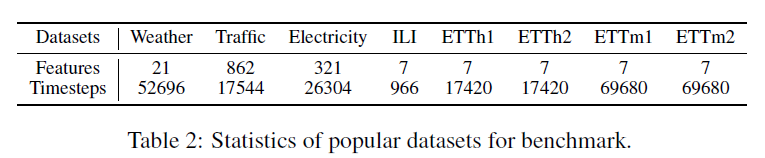 Datasets Weather Traffic Electricity ILI ETTh1 ETTh2 ETTm1 ETTm2
Features 21 862 321 7 7 7 7 7
Timesteps 52696 17544 26304 966 17420 17420 69680 69680
Table 2: Statistics of popular datasets for benchmark.